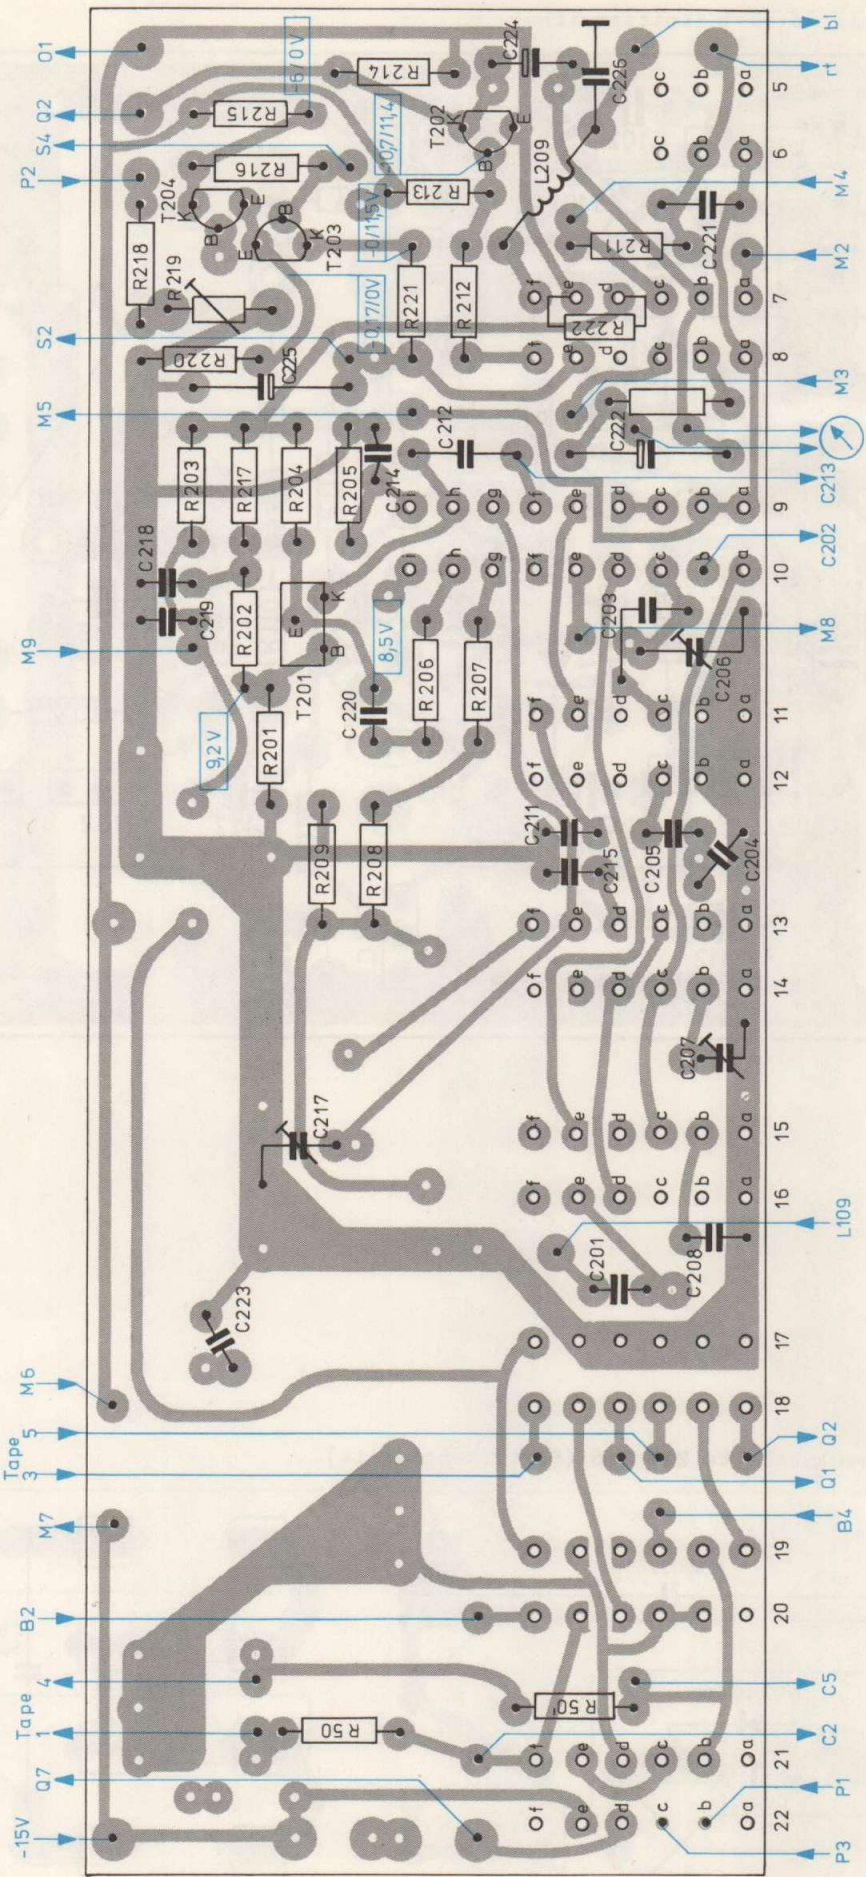 O1
Q2
S4
P2
S2
M5
M9
M6
Tape
5
3
M7
B2
Tape
4
1
Q7
-15V
-6/0V
C224
bl
rt
R214
C226
c
b
a
5
R215
T202
K
E
B
-0,7/11,4
L209
c
b
a
6
R216
T204
K
E
B
R213
-0/11,5V
M4
C221
R218
T203
E
B
K
R211
M2
R219
R221
R212
-0,17/0V
f
e
d
c
b
a
7
R222
R220
C225
f
e
d
c
b
a
8
M3
C212
C222
C213
R203
R217
R204
R205
C214
i
h
g
f
e
d
c
b
a
9
C218
C219
R202
T201
E
K
B
8,5V
i
h
g
f
e
d
c
b
a
10
C202
C203
M8
C206
R206
R207
C220
9,2V
R201
f
e
d
c
b
a
11
f
e
d
c
b
a
12
R209
R208
C211
C215
C205
C204
f
e
d
c
b
a
13
f
e
d
c
b
a
14
C207
C217
f
e
d
c
b
a
15
f
e
d
c
b
a
16
L109
C201
C208
C223
17
18
Q2
Q1
B4
19
20
R50
R50'
C5
C2
f
e
d
c
b
a
21
f
e
d
c
b
a
22
P1
P3